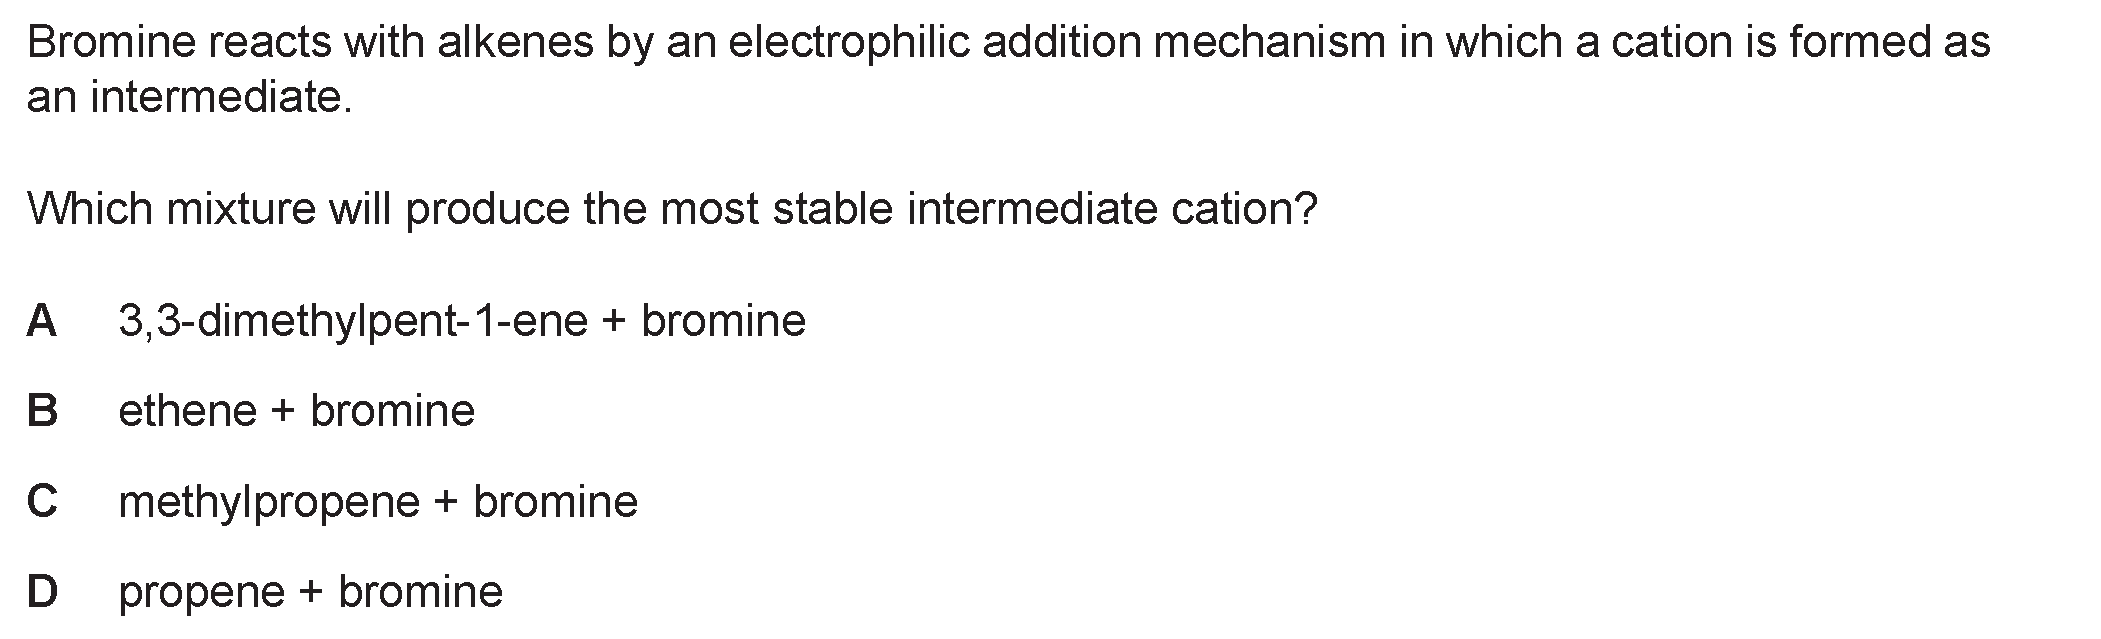 Bromine reacts with alkenes by an electrophilic addition mechanism in which a cation is formed as
an intermediate.
Which mixture will produce the most stable intermediate cation?
A 3,3-dimethylpent-1-ene + bromine
B ethene + bromine
C methylpropene + bromine
D propene + bromine